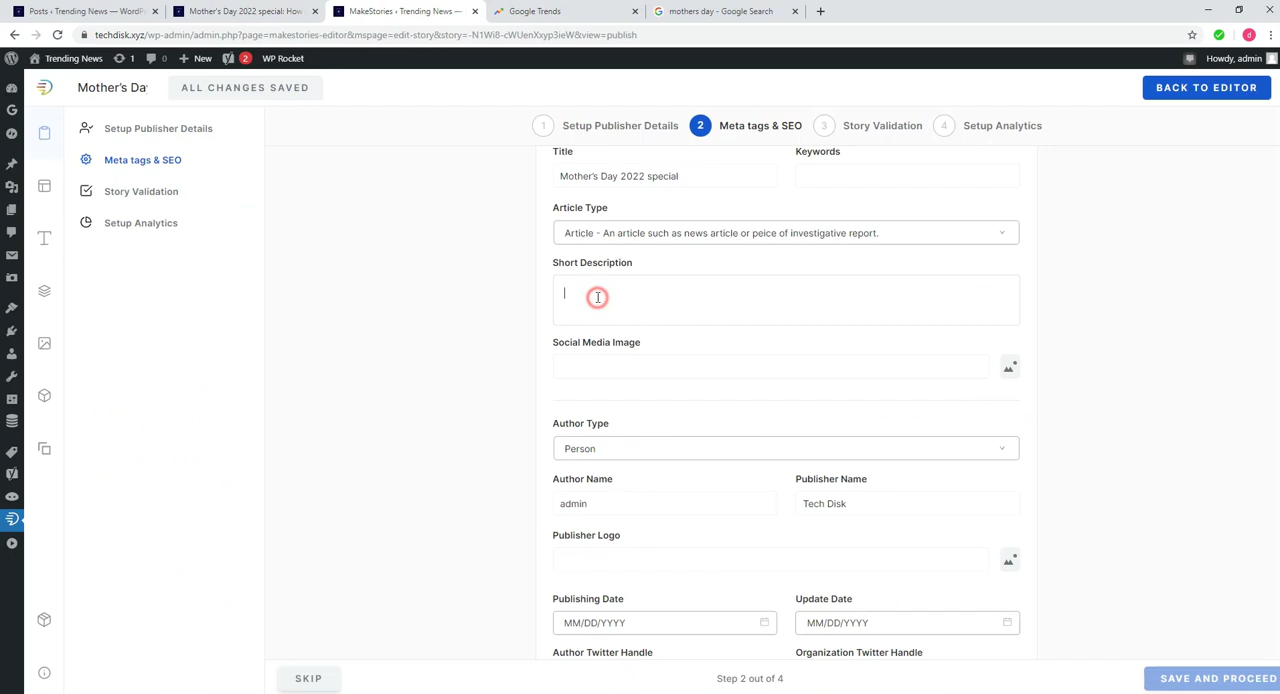 Posts ‹ Trending News — WordPr
Mother's Day 2022 special: How
MakeStories ‹ Trending News —
Google Trends
mothers day - Google Search
techdisk.xyz/wp-admin/admin.php?page=makestories-editor&mspage=edit-story&story=-N1Wi8-cWUenXxyp3ieW&view=publish
Trending News
1
0
New
2
WP Rocket
Howdy, admin
Mother's Day
ALL CHANGES SAVED
BACK TO EDITOR
Setup Publisher Details
Meta tags & SEO
Story Validation
Setup Analytics
1 Setup Publisher Details
2 Meta tags & SEO
3 Story Validation
4 Setup Analytics
Title
Keywords
Mother's Day 2022 special
Article Type
Article - An article such as news article or peice of investigative report.
Short Description
Social Media Image
Author Type
Person
Author Name
Publisher Name
admin
Tech Disk
Publisher Logo
Publishing Date
Update Date
MM/DD/YYYY
MM/DD/YYYY
Author Twitter Handle
Organization Twitter Handle
SKIP
Step 2 out of 4
SAVE AND PROCEED